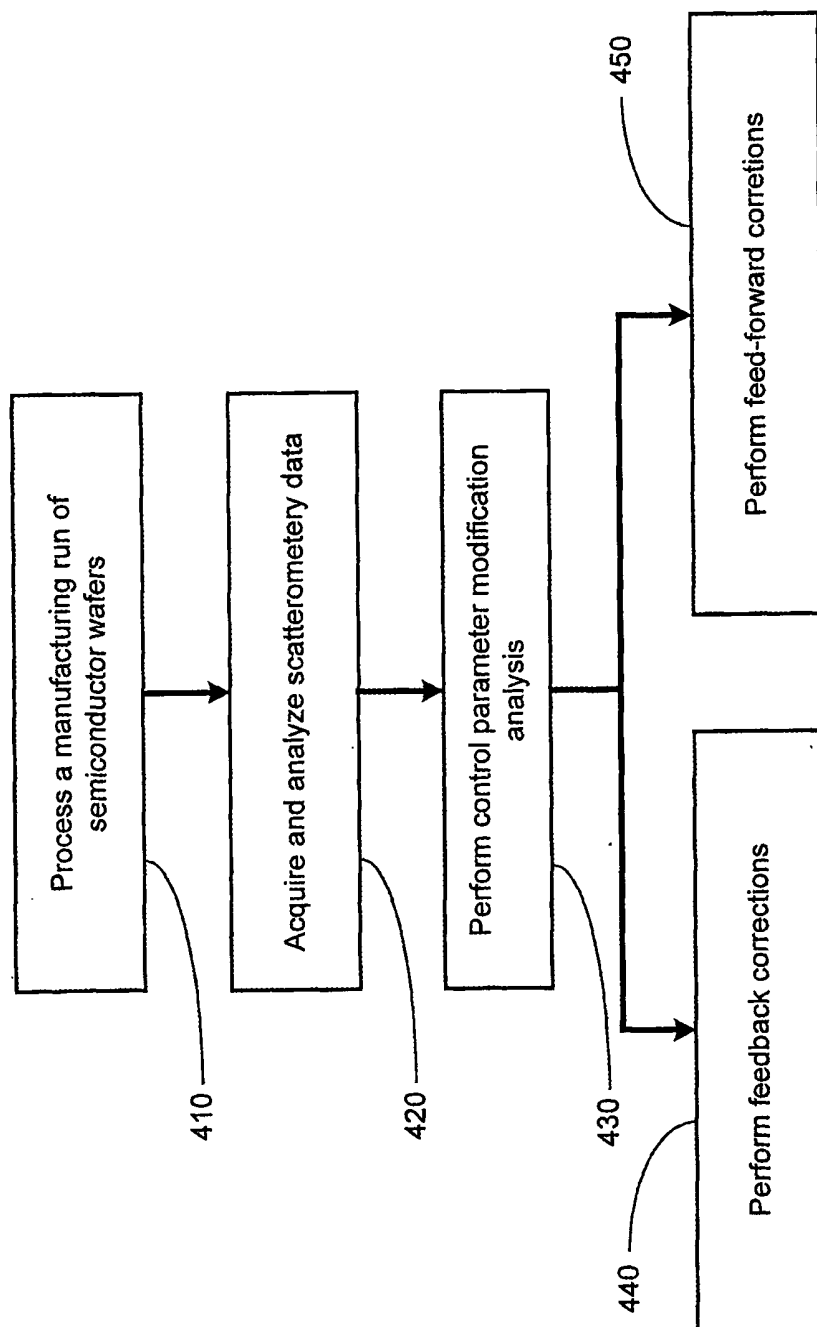 Process a manufacturing run of
semiconductor wafers
410
Acquire and analyze scatterometery data
420
Perform control parameter modification
analysis
430
Perform feedback corrections
440
Perform feed-forward corretions
450